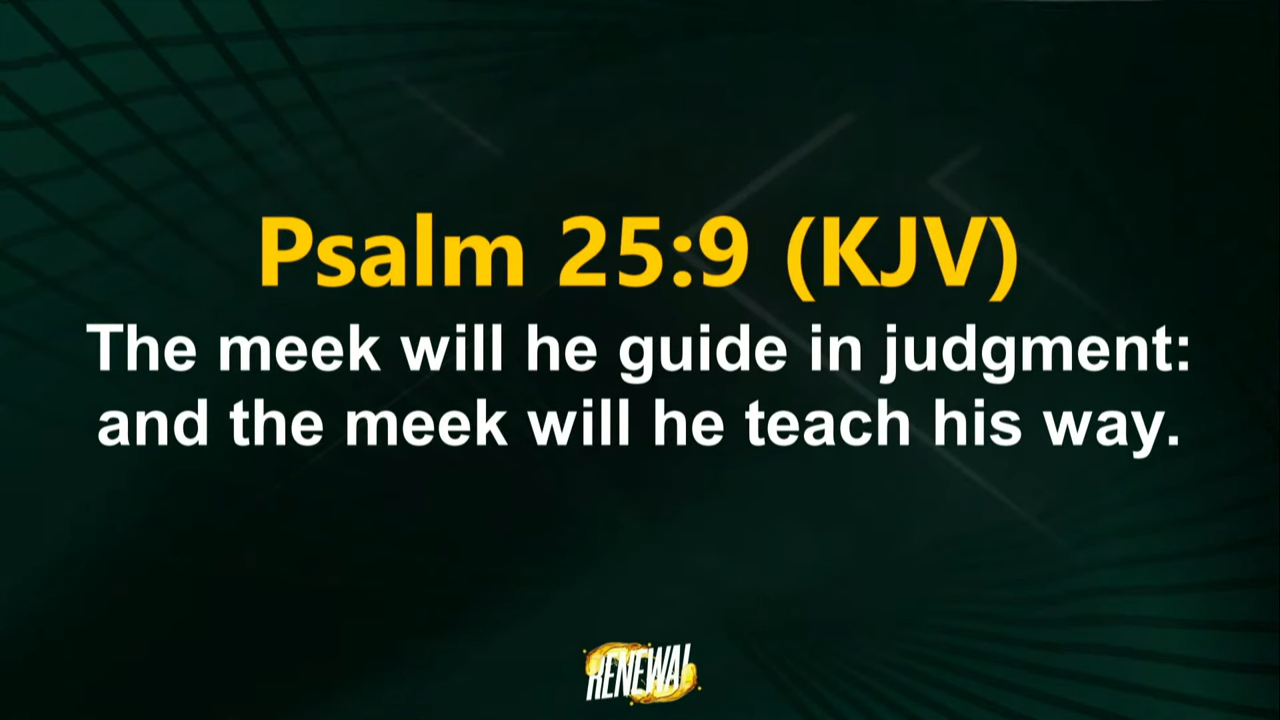 Psalm 25:9 (KJV)
The meek will he guide in judgment:
and the meek will he teach his way.
RENEWAL